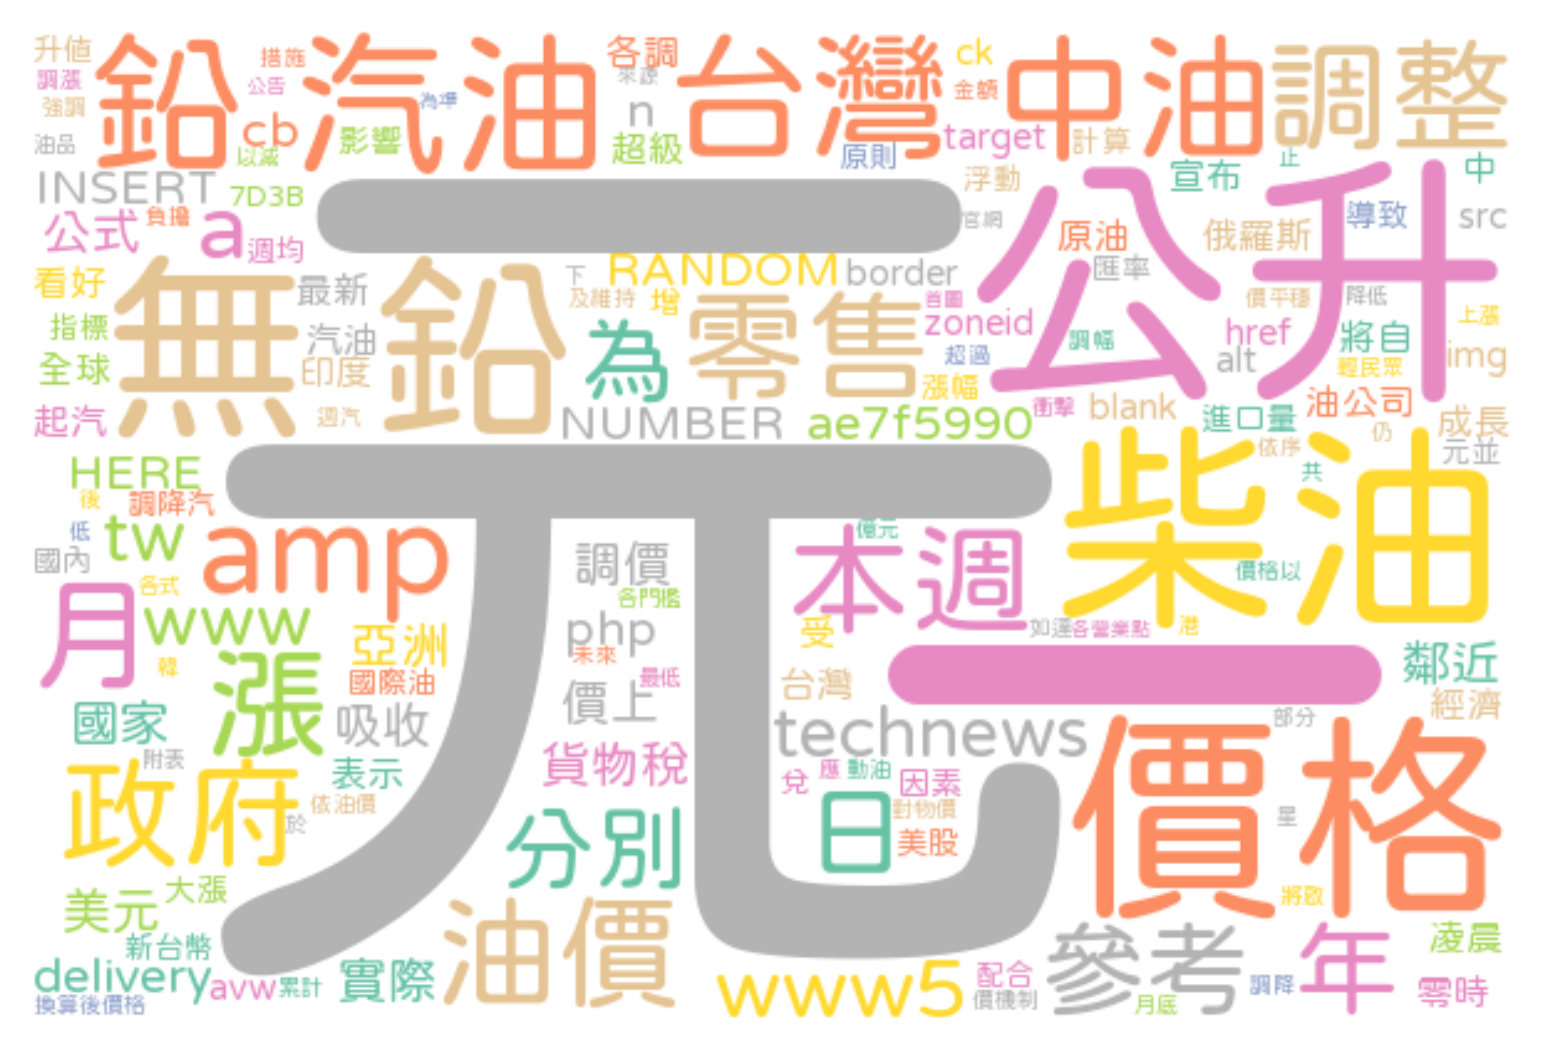 升值
鉛
措施
汽油
各調
台灣
ck
中油
調整
調漲
公告
來源
金額
強調
為準
n
cb
影響
超級
target
計算
油品
以減
原則
宣布
止
中
INSERT
7D3B
浮動
元
公升
公式
負擔
a
週均
官網
原油
俄羅斯
導致
src
看好
無鉛
最新
下
RANDOM
border
匯率
及維持
增
首圖
價平穩
降低
指標
汽油
為
零售
zoneid
調幅
href
將自
上漲
全球
印度
超過
alt
輕民眾
img
漲幅
起汽
週汽
NUMBER
ae7f5990
衝擊
blank
進口量
油公司
成長
仍
元並
依序
HERE
柴油
共
後
調降汽
低
tw
amp
億元
本週
國內
調價
價格以
各式
各門檻
月
www
亞洲
php
受
如遇
各營業點
港
韓
漲
未來
一
鄰近
國際油
最低
台灣
國家
吸收
價上
technews
部分
經濟
附表
貨物稅
價格
政府
表示
兌
應
動油
因素
依油價
於
分別
日
對物價
星
美股
美元
大漲
將啟
油價
參考
年
凌晨
新台幣
delivery
avw
累計
實際
www5
配合
調降
零時
換算後價格
價機制
月底